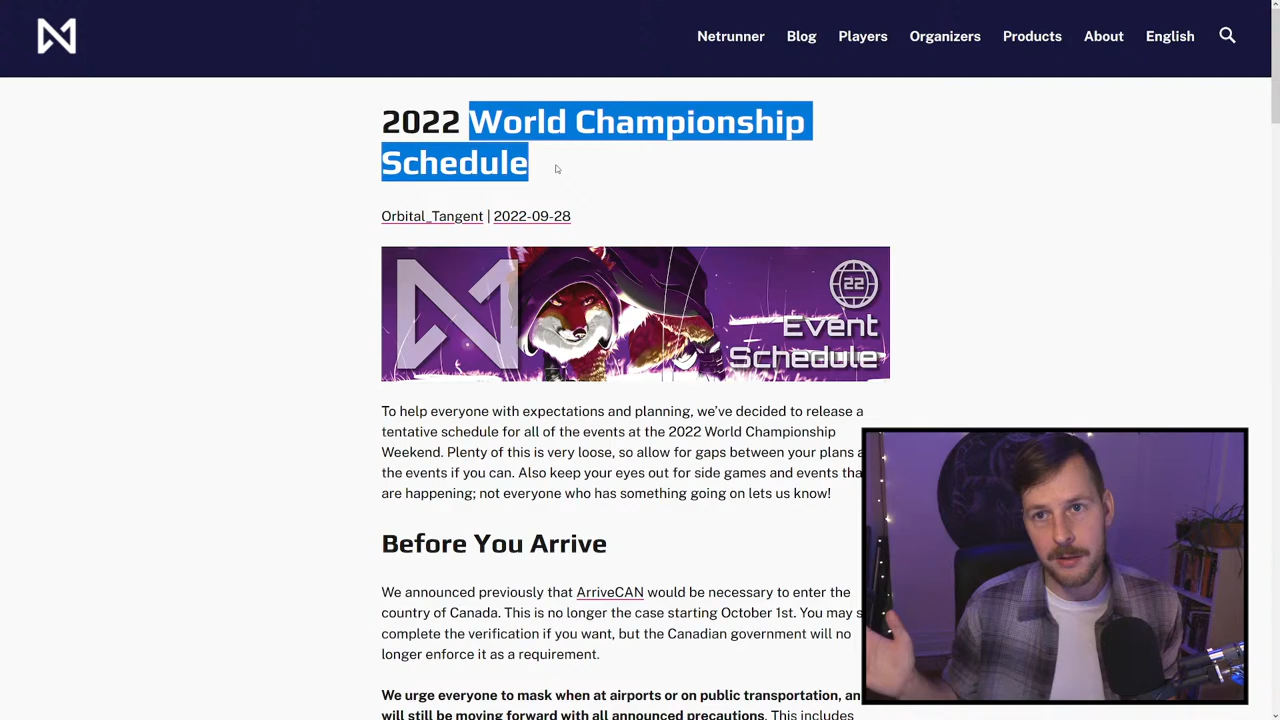 Netrunner Blog Players Organizers Products About English
2022 World Championship
Schedule
Orbital_Tangent | 2022-09-28
22
Event
Schedule
To help everyone with expectations and planning, we've decided to release a
tentative schedule for all of the events at the 2022 World Championship
Weekend. Plenty of this is very loose, so allow for gaps between your plans a
the events if you can. Also keep your eyes out for side games and events tha
are happening; not everyone who has something going on lets us know!
Before You Arrive
We announced previously that ArriveCAN would be necessary to enter the
country of Canada. This is no longer the case starting October 1st. You may s
complete the verification if you want, but the Canadian government will no
longer enforce it as a requirement.
We urge everyone to mask when at airports or on public transportation, an
will still be moving forward with all announced precautions. This includes